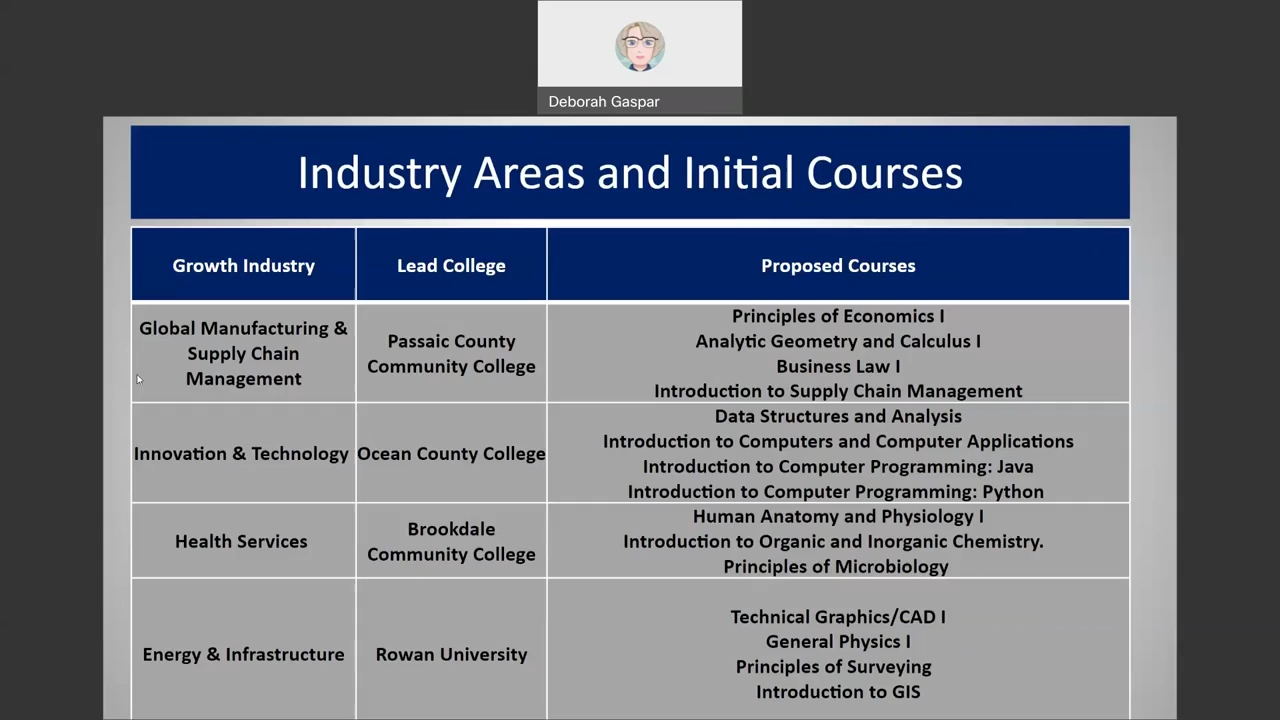 Deborah Gaspar
Industry Areas and Initial Courses
Growth Industry
Lead College
Proposed Courses
Global Manufacturing &
Supply Chain
Management
Passaic County
Community College
Principles of Economics I
Analytic Geometry and Calculus I
Business Law I
Introduction to Supply Chain Management
Innovation & Technology
Ocean County College
Data Structures and Analysis
Introduction to Computers and Computer Applications
Introduction to Computer Programming: Java
Introduction to Computer Programming: Python
Health Services
Brookdale
Community College
Human Anatomy and Physiology I
Introduction to Organic and Inorganic Chemistry.
Principles of Microbiology
Energy & Infrastructure
Rowan University
Technical Graphics/CAD I
General Physics I
Principles of Surveying
Introduction to GIS